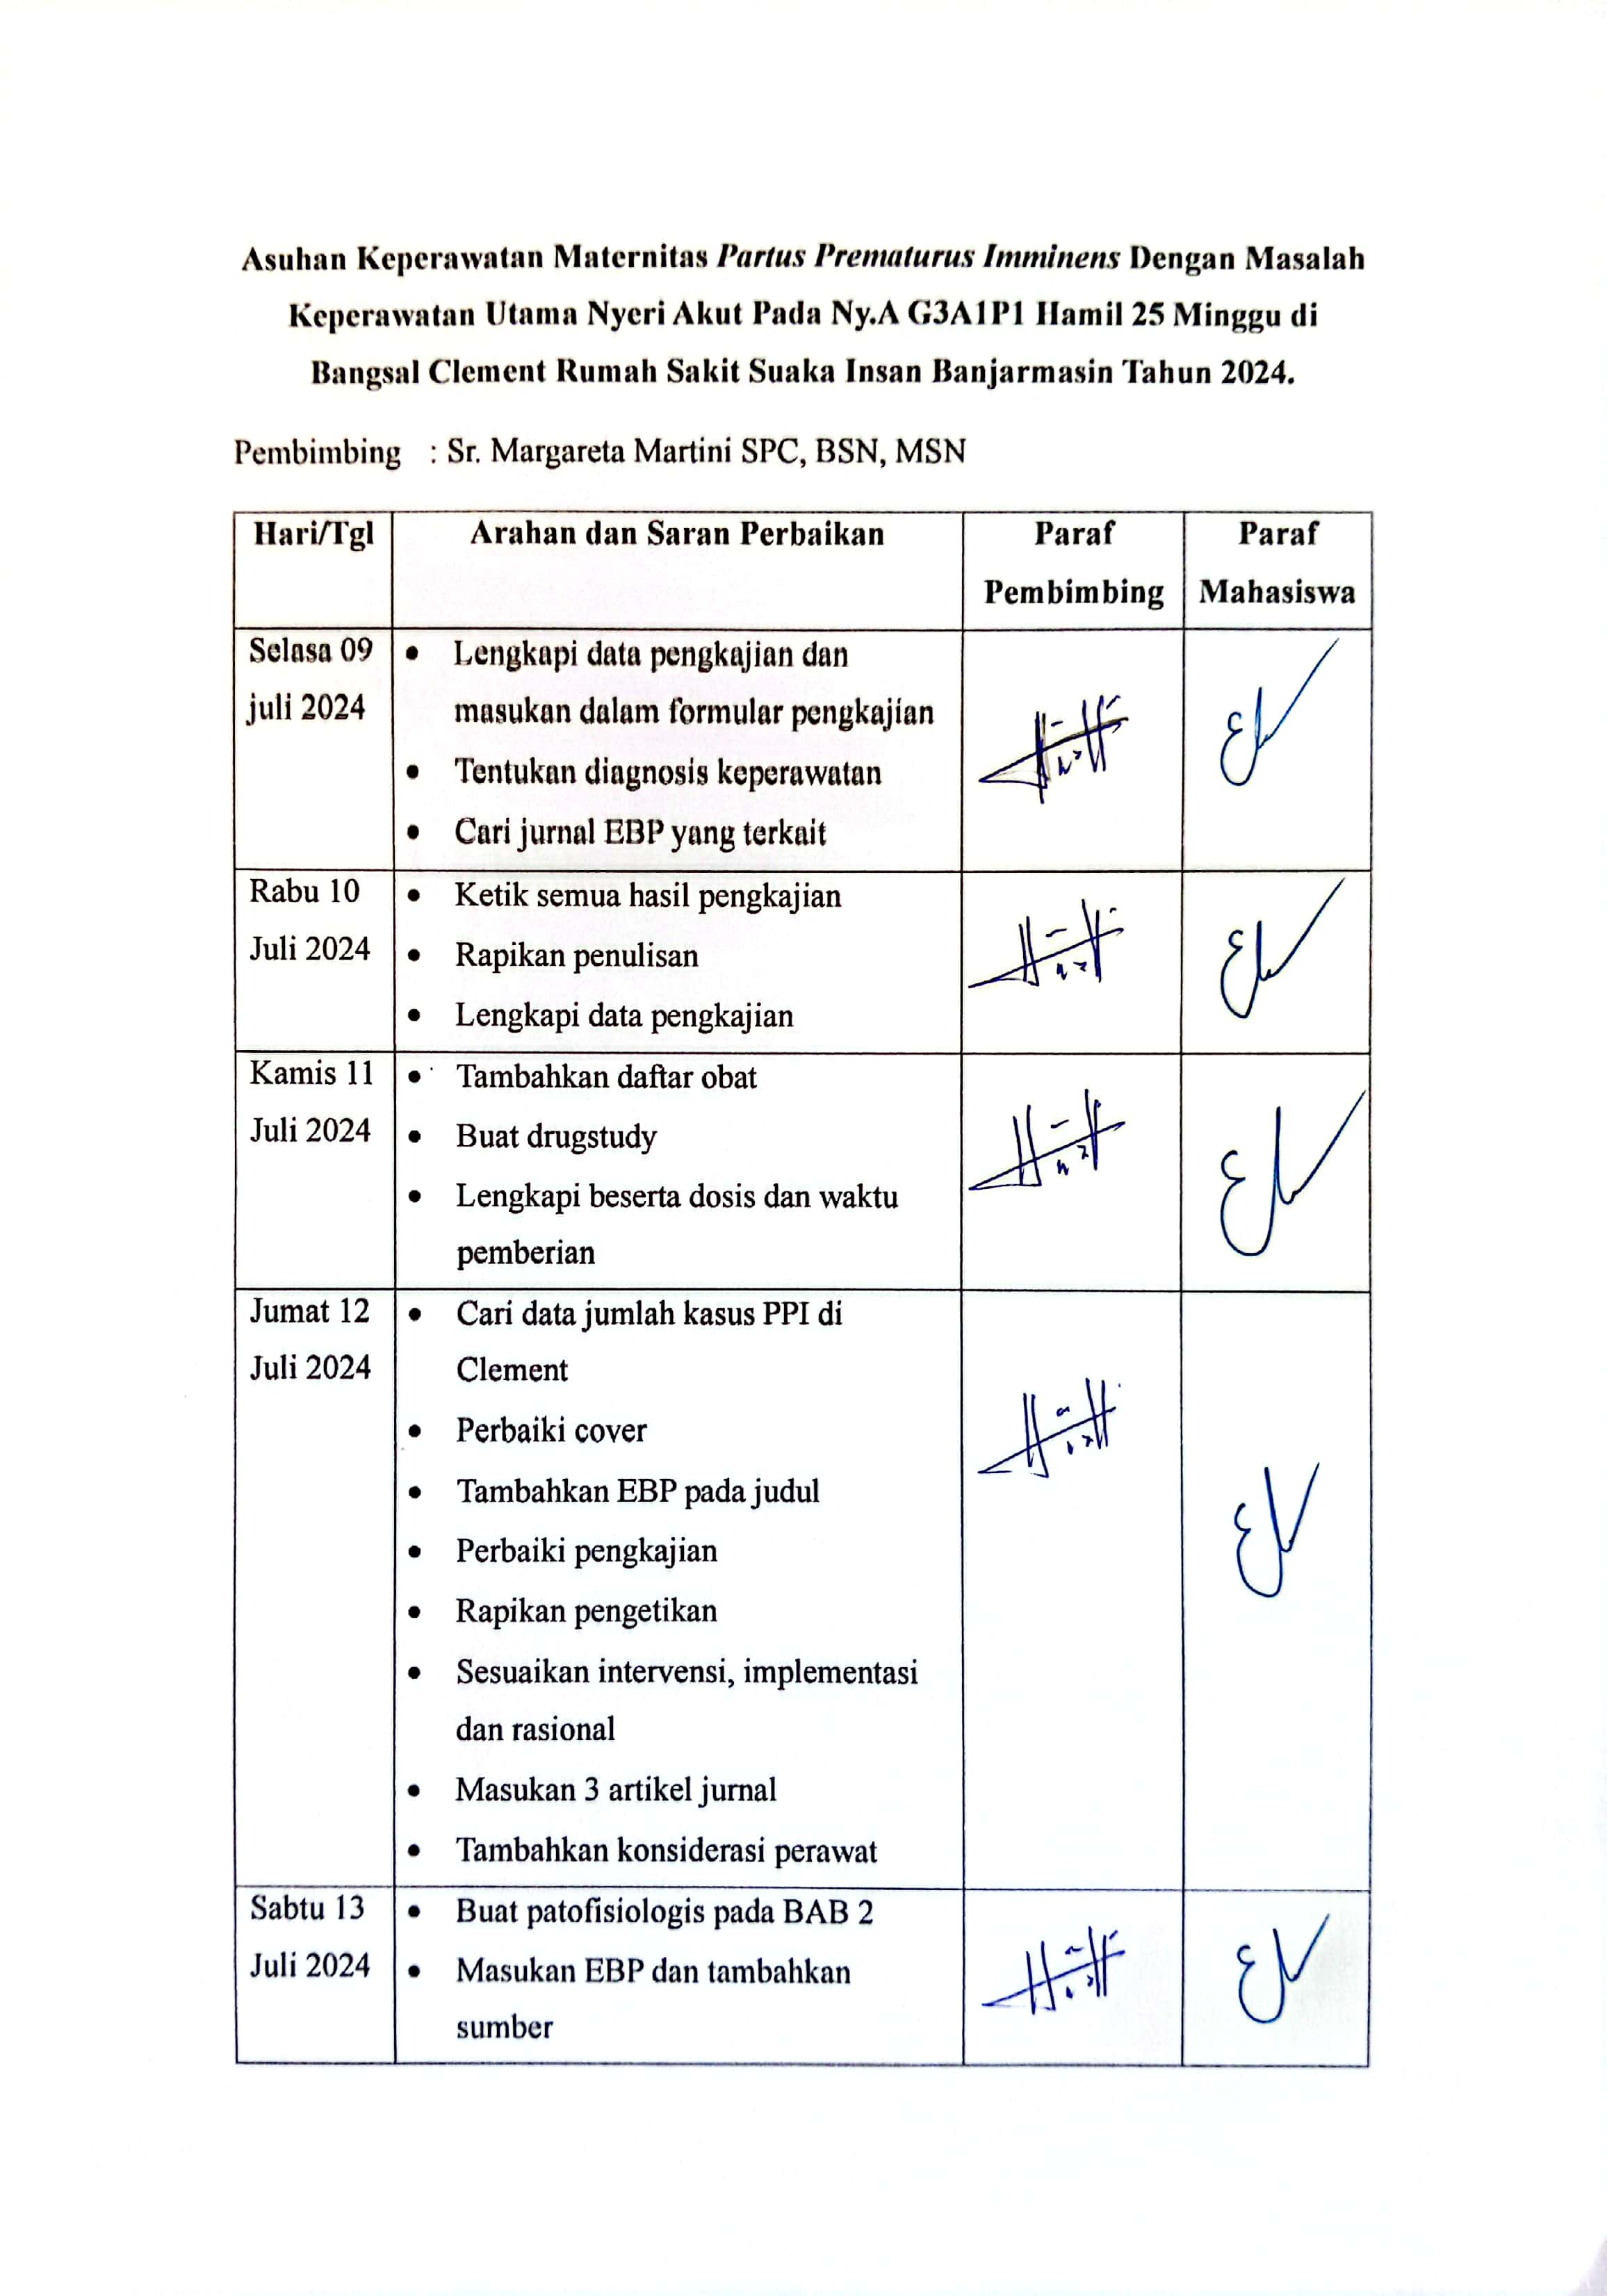 Asuhan Keperawatan Maternitas Partus Prematurus Imminens Dengan Masalah
Keperawatan Utama Nyeri Akut Pada Ny.A G3A1P1 Hamil 25 Minggu di
Bangsal Clement Rumah Sakit Suaka Insan Banjarmasin Tahun 2024.
Pembimbing : Sr. Margareta Martini SPC, BSN, MSN
Hari/Tgl
Arahan dan Saran Perbaikan
Paraf
Pembimbing
Paraf
Mahasiswa
Selasa 09
juli 2024
• Lengkapi data pengkajian dan
masukan dalam formular pengkajian
• Tentukan diagnosis keperawatan
• Cari jurnal EBP yang terkait
Rabu 10
Juli 2024
• Ketik semua hasil pengkajian
• Rapikan penulisan
• Lengkapi data pengkajian
Kamis 11
Juli 2024
• Tambahkan daftar obat
• Buat drugstudy
• Lengkapi beserta dosis dan waktu
pemberian
Jumat 12
Juli 2024
• Cari data jumlah kasus PPI di
Clement
• Perbaiki cover
• Tambahkan EBP pada judul
• Perbaiki pengkajian
• Rapikan pengetikan
• Sesuaikan intervensi, implementasi
dan rasional
• Masukan 3 artikel jurnal
• Tambahkan konsiderasi perawat
Sabtu 13
Juli 2024
• Buat patofisiologis pada BAB 2
• Masukan EBP dan tambahkan
sumber